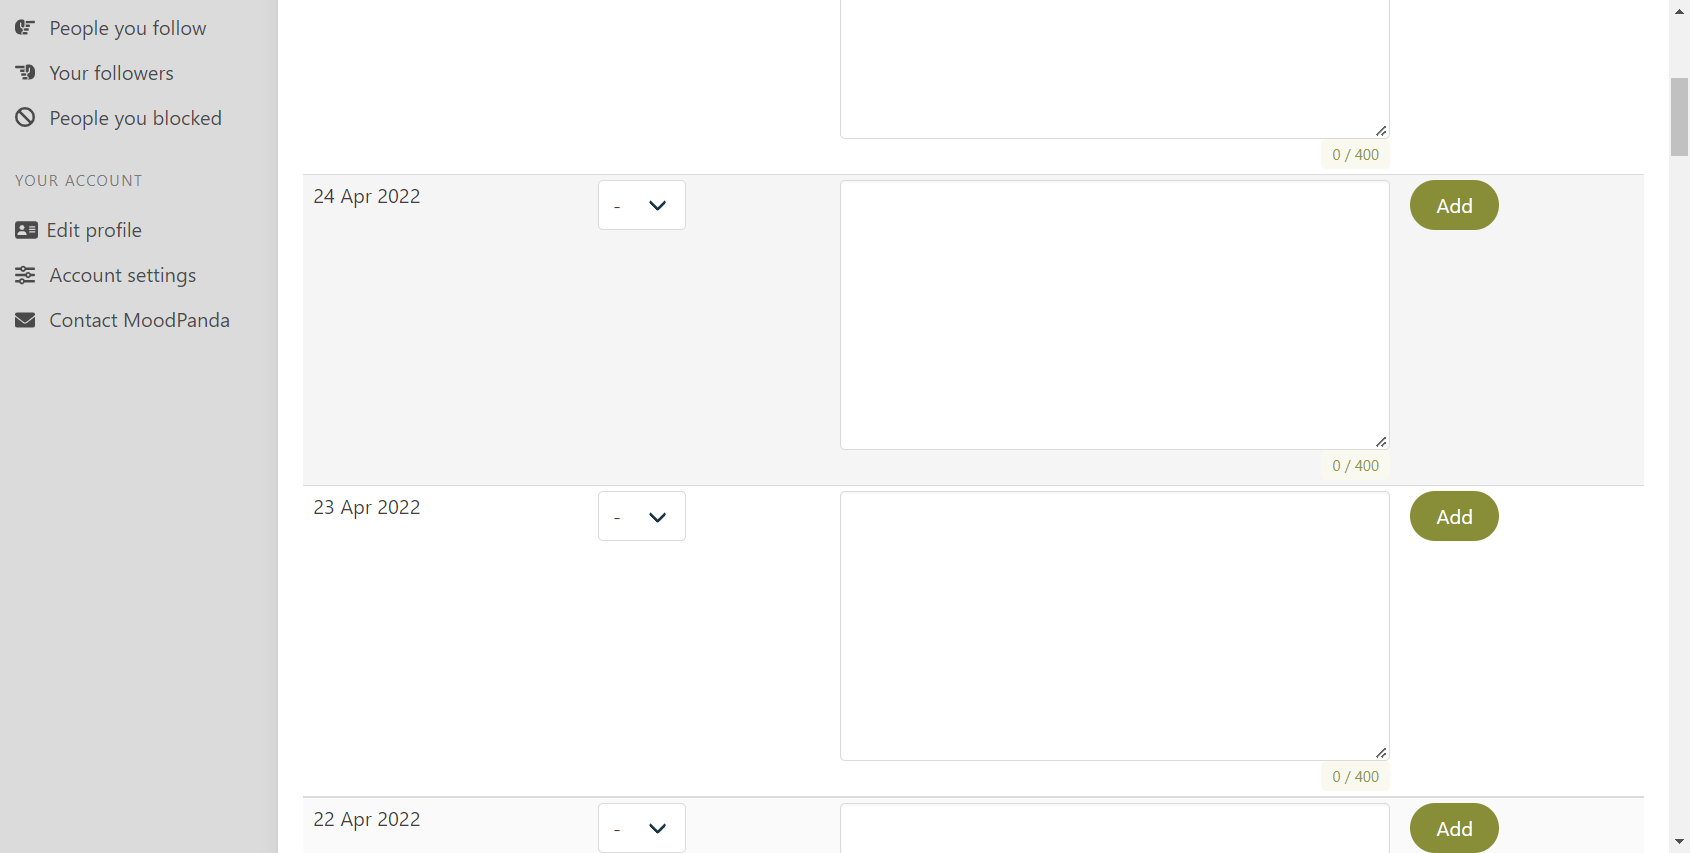 People you follow
Your followers
People you blocked
YOUR ACCOUNT
Edit profile
Account settings
Contact MoodPanda
0 / 400
24 Apr 2022
-
Add
0 / 400
23 Apr 2022
-
Add
0 / 400
22 Apr 2022
-
Add